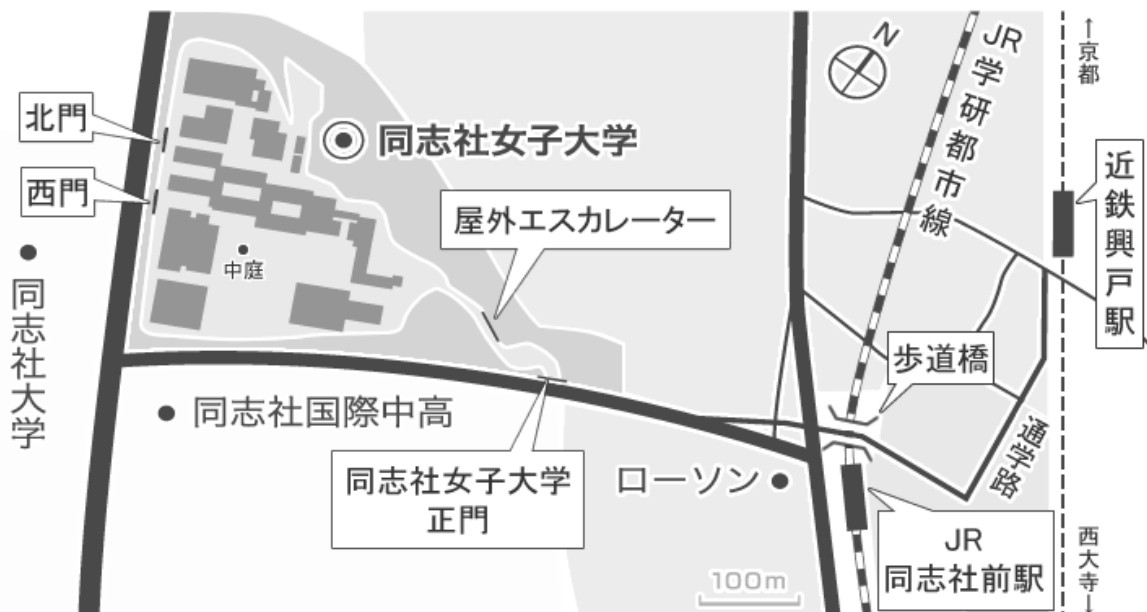 北門
西門
同志社大学
中庭
同志社女子大学
屋外エスカレーター
同志社国際中高
同志社女子大学
正門
ローソン
100m
N
JR学研都市線
歩道橋
通学路
JR
同志社前駅
↑京都
近鉄興戸駅
西大寺↓